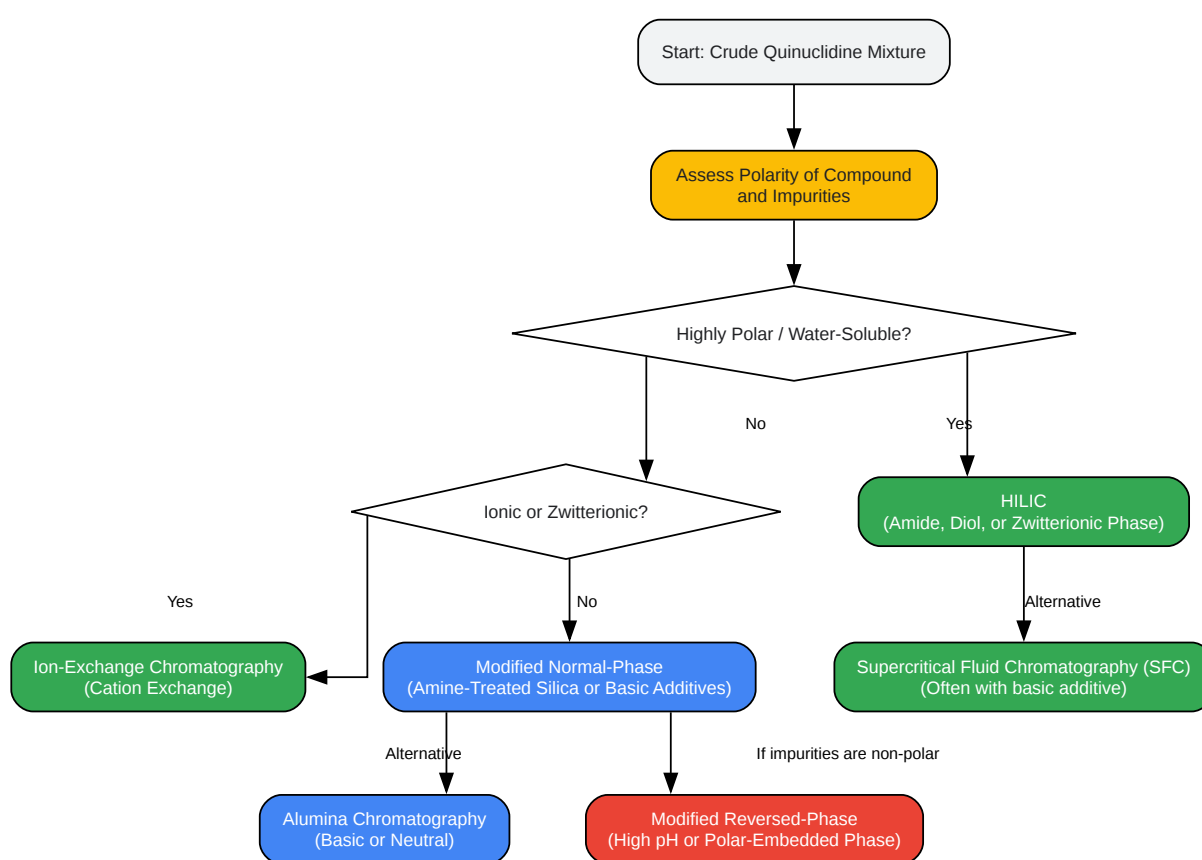 Start: Crude Quinuclidine Mixture
Assess Polarity of Compound
and Impurities
Highly Polar / Water-Soluble?
No
Yes
Ionic or Zwitterionic?
HILIC
(Amide, Diol, or Zwitterionic Phase)
Yes
No
Alternative
Ion-Exchange Chromatography
(Cation Exchange)
Modified Normal-Phase
(Amine-Treated Silica or Basic Additives)
Supercritical Fluid Chromatography (SFC)
(Often with basic additive)
Alternative
If impurities are non-polar
Alumina Chromatography
(Basic or Neutral)
Modified Reversed-Phase
(High pH or Polar-Embedded Phase)